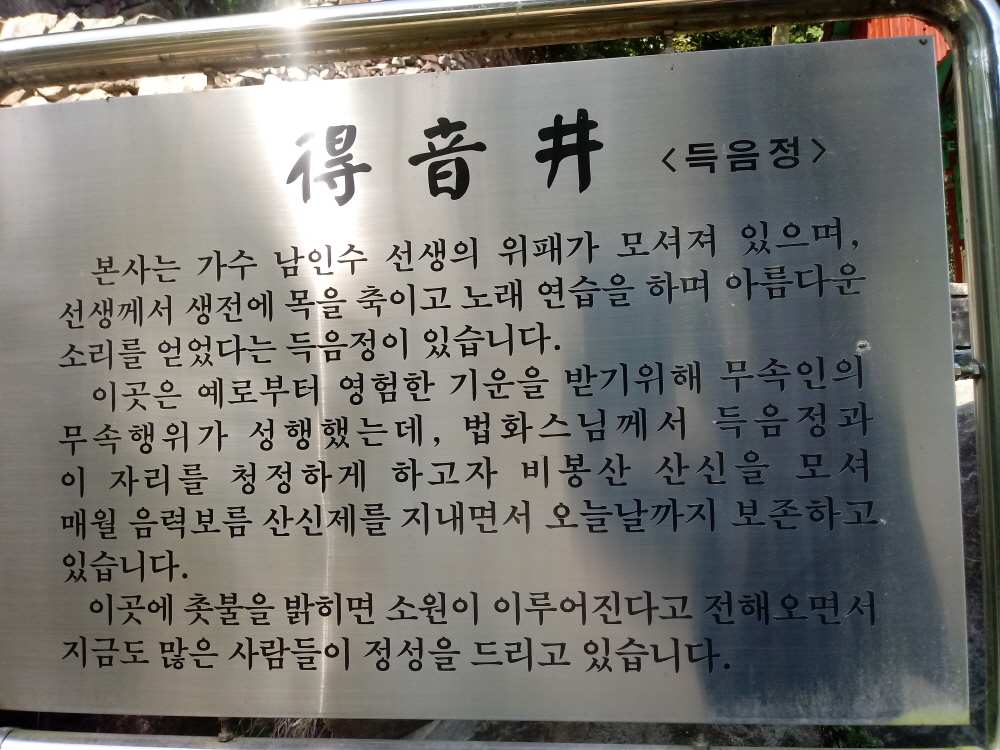 得音井 <득음정>
본사는 가수 남인수 선생의 위패가 모셔져 있으며,
선생께서 생전에 목을 축이고 노래 연습을 하며 아름다운
소리를 얻었다는 득음정이 있습니다.
이곳은 예로부터 영험한 기운을 받기위해 무속인의
무속행위가 성행했는데, 법화스님께서 득음정과
이 자리를 청정하게 하고자 비봉산 산신을 모셔
매월 음력보름 산신제를 지내면서 오늘날까지 보존하고
있습니다.
이곳에 촛불을 밝히면 소원이 이루어진다고 전해오면서
지금도 많은 사람들이 정성을 드리고 있습니다.